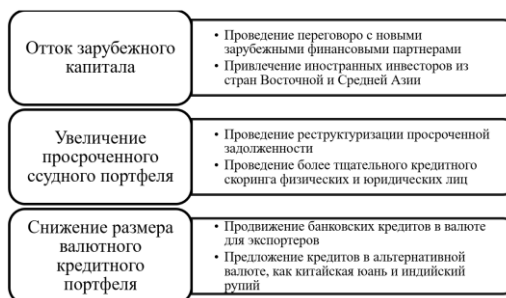 Отток зарубежного
капитала
• Проведение переговоро с новыми
зарубежными финансовыми партнерами
• Привлечение иностранных инвесторов из
стран Восточной и Средней Азии
Увеличение
просроченного
ссудного портфеля
• Проведение реструктуризации просроченной
задолженности
• Проведение более тщательного кредитного
скоринга физических и юридических лиц
Снижение размера
валютного
кредитного
портфеля
• Продвижение банковских кредитов в валюте
для экспортеров
• Предложение кредитов в альтернативной
валюте, как китайская юань и индийский
рупий